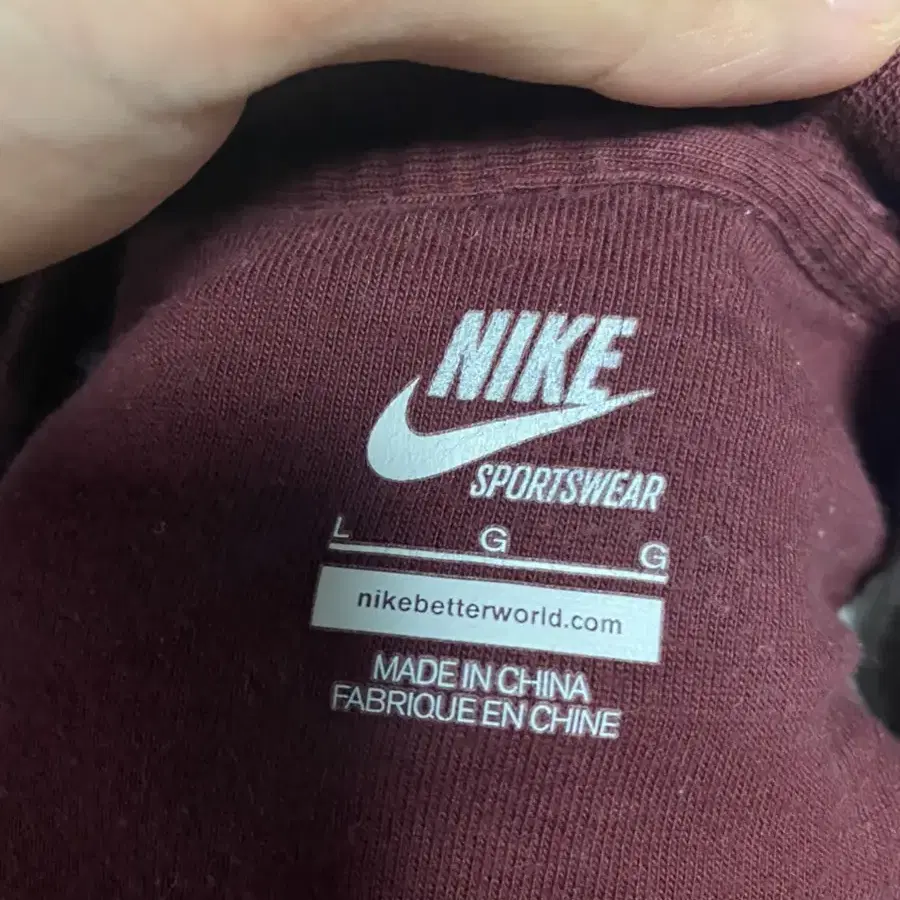 NIKE
SPORTSWEAR
L G G
nikebetterworld.com
MADE IN CHINA
FABRIQUE EN CHINE